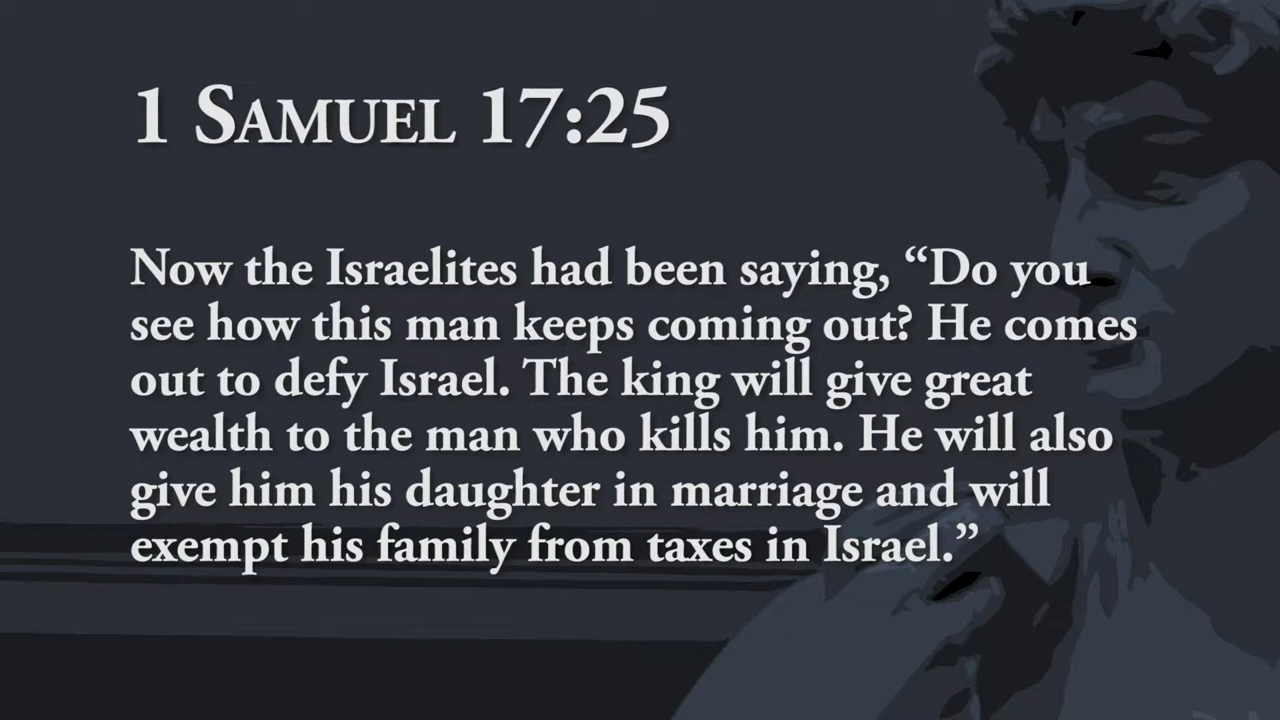 1 Samuel 17:25
Now the Israelites had been saying, “Do you
see how this man keeps coming out? He comes
out to defy Israel. The king will give great
wealth to the man who kills him. He will also
give him his daughter in marriage and will
exempt his family from taxes in Israel.”